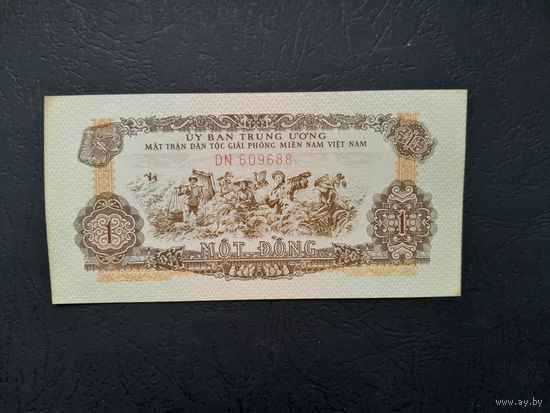 ỦY BAN TRUNG ƯƠNG
MẶT TRẬN DÂN TỘC GIẢI PHÓNG MIỀN NAM VIỆT NAM
DN 609688
1 1
MỘT ĐỒNG
https://www.ay.by